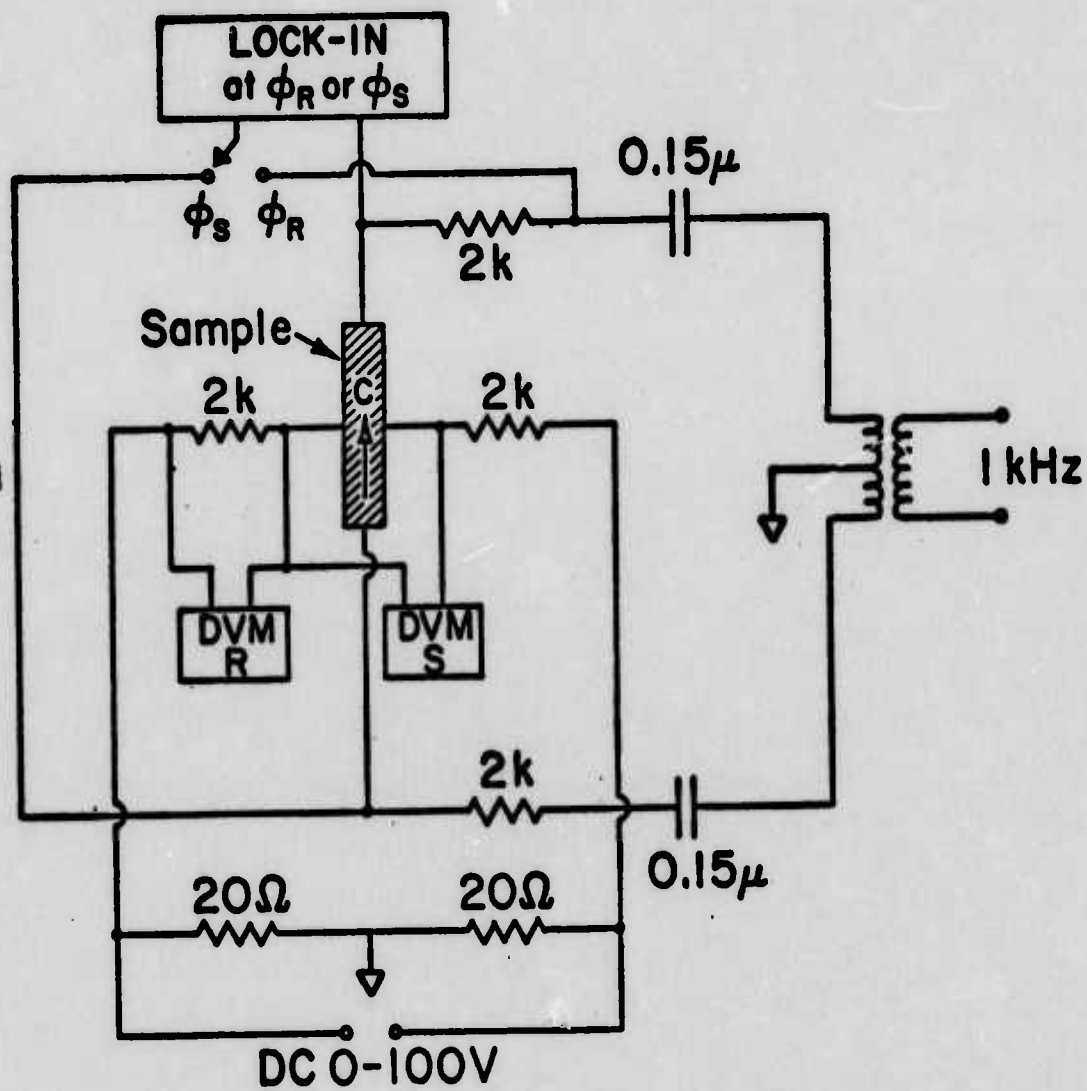 LOCK-IN
at ϕR or ϕS
0.15μ
ϕS ϕR
2k
Sample
2k
C
2k
1 kHz
DVM
R
DVM
S
2k
0.15μ
20Ω
20Ω
DC 0-100V